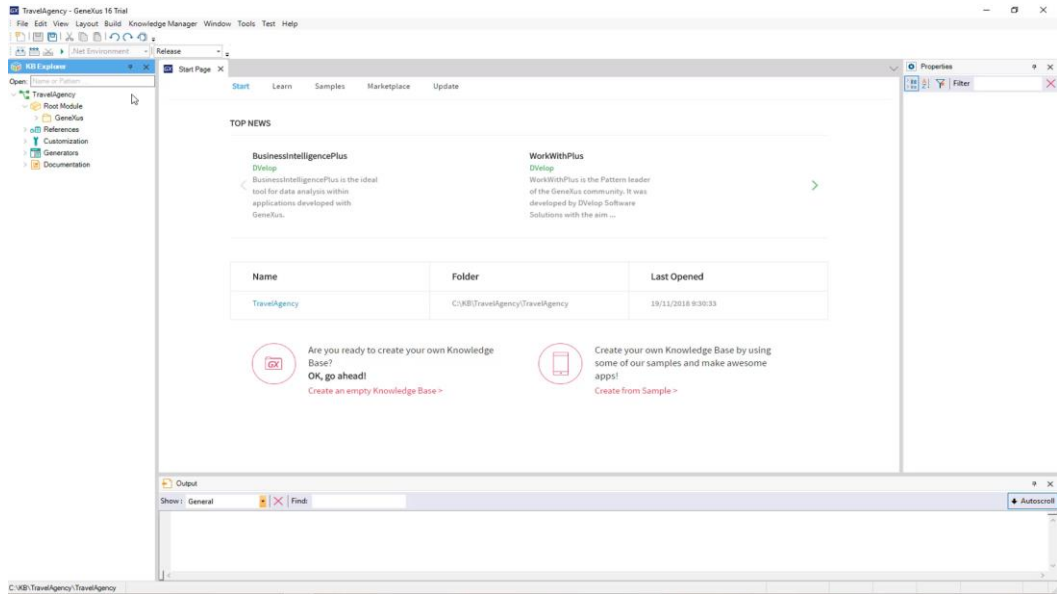 TravelAgency - GeneXus 16 Trial
File Edit View Layout Build Knowledge Manager Window Tools Test Help
.Net Environment Release
KB Explorer
Start Page
Properties
Open: Name or Pattern
Filter
TravelAgency
Root Module
GeneXus
References
Customization
Generators
Documentation
Start Learn Samples Marketplace Update
TOP NEWS
BusinessIntelligencePlus
DVelop
BusinessIntelligencePlus is the ideal
tool for data analysis within
applications developed with
GeneXus.
WorkWithPlus
DVelop
WorkWithPlus is the Pattern leader
of the GeneXus community. It was
developed by DVelop Software
Solutions with the aim ...
Name Folder Last Opened
TravelAgency C:\KB\TravelAgency\TravelAgency 19/11/2018 9:30:33
GX
Are you ready to create your own Knowledge
Base?
OK, go ahead!
Create an empty Knowledge Base >
Create your own Knowledge Base by using
some of our samples and make awesome
apps!
Create from Sample >
Output
Show: General Find:
Autoscroll
C:\KB\TravelAgency\TravelAgency